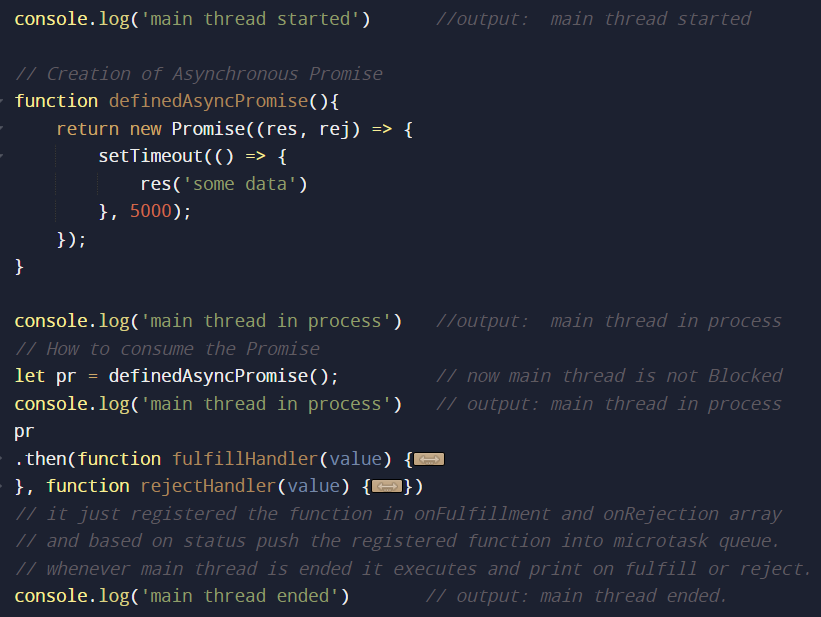 console.log('main thread started')      //output:  main thread started
// Creation of Asynchronous Promise
function definedAsyncPromise(){
    return new Promise((res, rej) => {
        setTimeout(() => {
            res('some data')
        }, 5000);
    });
}
console.log('main thread in process')   //output:  main thread in process
// How to consume the Promise
let pr = definedAsyncPromise();         // now main thread is not Blocked
console.log('main thread in process')   // output: main thread in process
pr
.then(function fulfillHandler(value) {
}, function rejectHandler(value) {})
// it just registered the function in onFulfillment and onRejection array
// and based on status push the registered function into microtask queue.
// whenever main thread is ended it executes and print on fulfill or reject.
console.log('main thread ended')       // output: main thread ended.